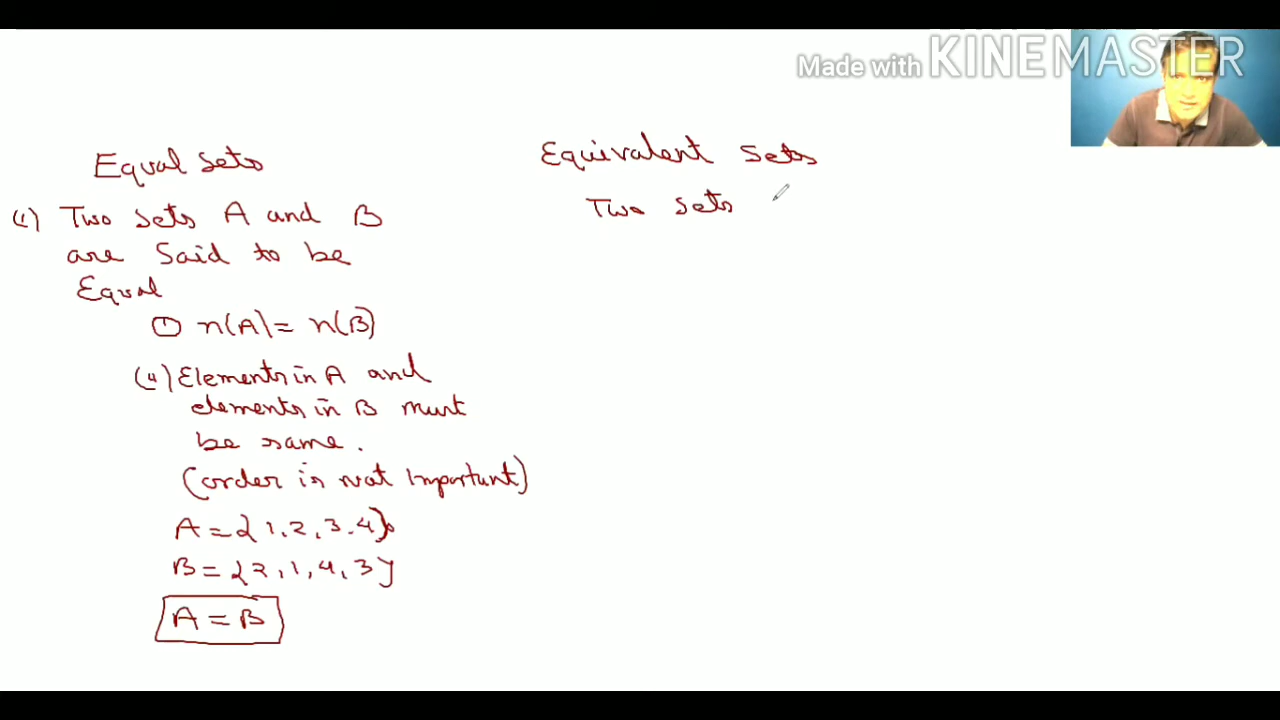 Made with KINEMASTER
Equal sets
(i) Two sets A and B
are said to be
Equal
① n(A) = n(B)
(ii) Elements in A and
elements in B must
be same.
(order is not important)
A = {1, 2, 3, 4}
B = {2, 1, 4, 3}
A = B
Equivalent sets
Two sets